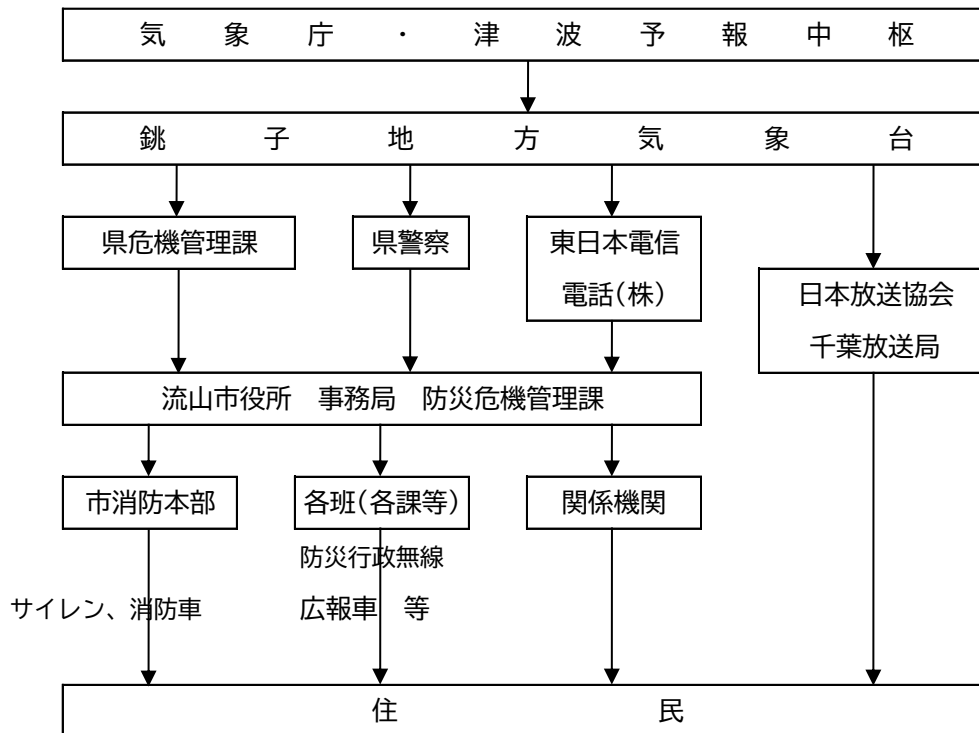 気象庁・津波予報中枢
銚子地方気象台
県危機管理課
県警察
東日本電信
電話(株)
日本放送協会
千葉放送局
流山市役所　事務局　防災危機管理課
市消防本部
各班(各課等)
関係機関
防災行政無線
サイレン、消防車
広報車　等
住民